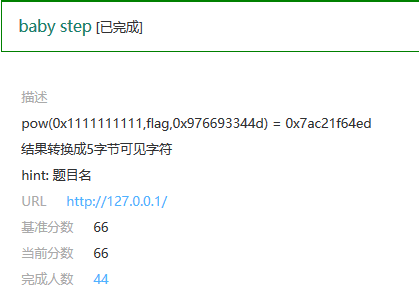 baby step [已完成]
描述
pow(0x1111111111,flag,0x976693344d) = 0x7ac21f64ed
结果转换成5字节可见字符
hint: 题目名
URL http://127.0.0.1/
基准分数 66
当前分数 66
完成人数 44